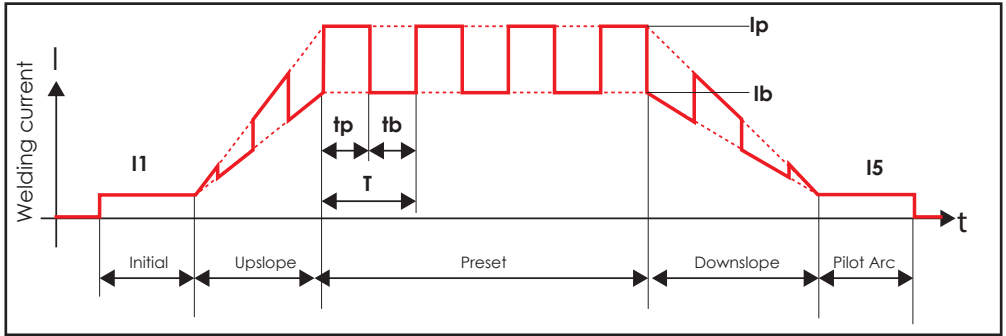 Ip
I
Welding current
Ib
tp
tb
I1
T
I5
t
Initial
Upslope
Preset
Downslope
Pilot Arc